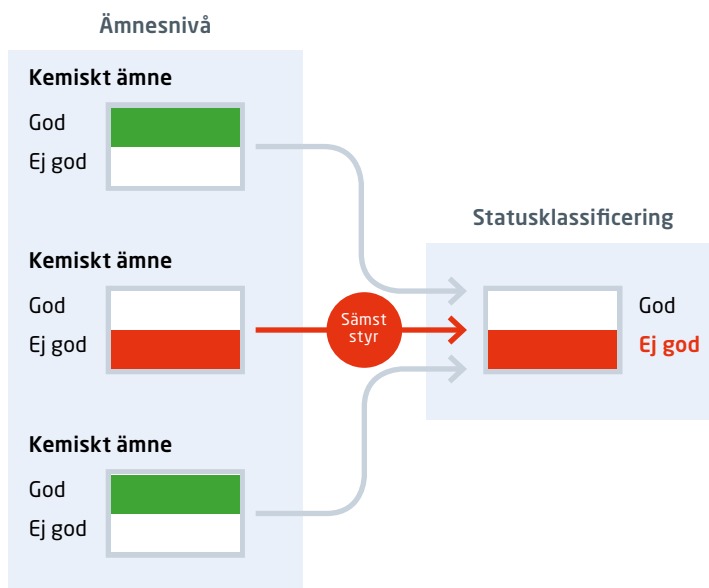 Ämnesnivå
Kemiskt ämne
God
Ej god
Kemiskt ämne
God
Ej god
Kemiskt ämne
God
Ej god
Sämst
styr
Statusklassificering
God
Ej god